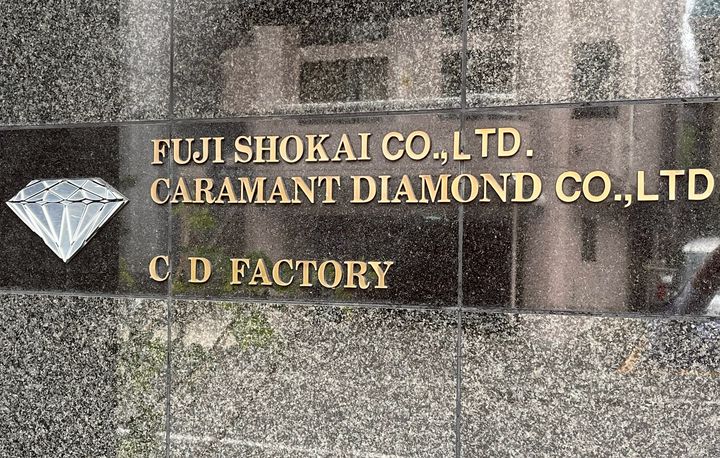 FUJI SHOKAI CO.,LTD.
CARAMANT DIAMOND CO.,LTD
C D FACTORY